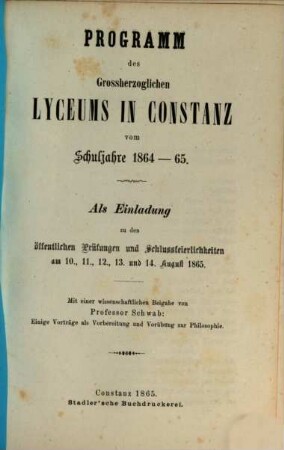 PROGRAMM
des
Grossherzoglichen
LYCEUMS IN CONSTANZ
vom
Schuljahre 1864—65.
Als Einladung
zu den
öffentlichen Prüfungen und Schlussfeierlichkeiten
am 10., 11., 12., 13. und 14. August 1865.
Mit einer wissenschaftlichen Beigabe von
Professor Schwab:
Einige Vorträge als Vorbereitung und Vorübung zur Philosophie.
Constanz 1865.
Stadler'sche Buchdruckerei.